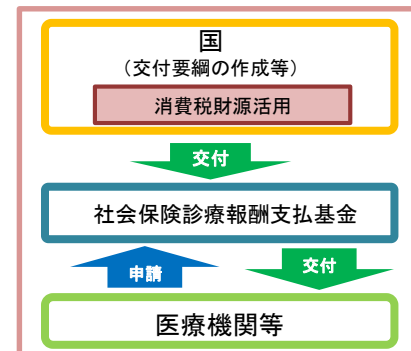 国
（交付要綱の作成等）
消費税財源活用
交付
社会保険診療報酬支払基金
申請
交付
医療機関等